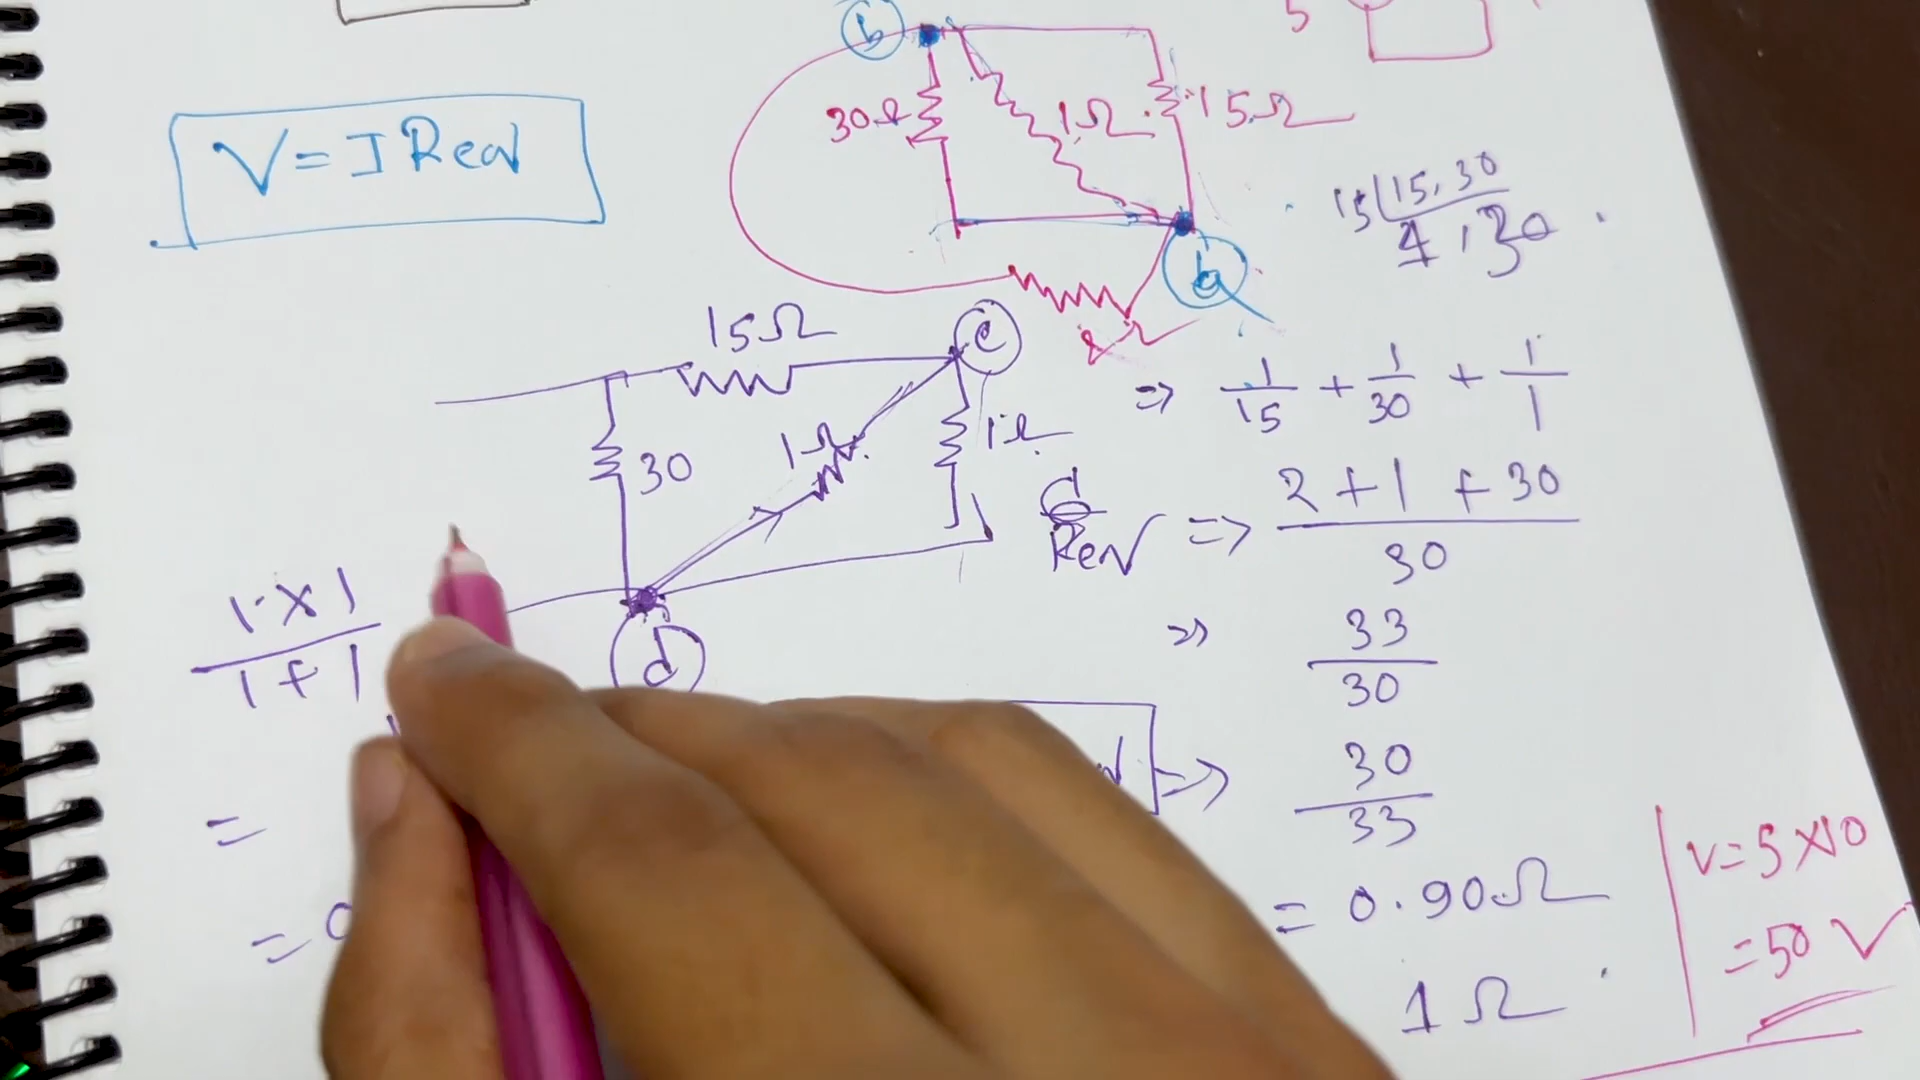 5
b
V = I Req
30Ω
1Ω
15Ω
15 | 15, 30
1, 30
15Ω
c
=> 1/15 + 1/30 + 1/1
30
1Ω
1Ω
Req => 2 + 1 + 30 / 30
1 × 1 / 1 + 1
=> 33 / 30
d
=> 30 / 33
=
V = 5 × 10
= 0.90Ω
= 0
= 50 V
1Ω